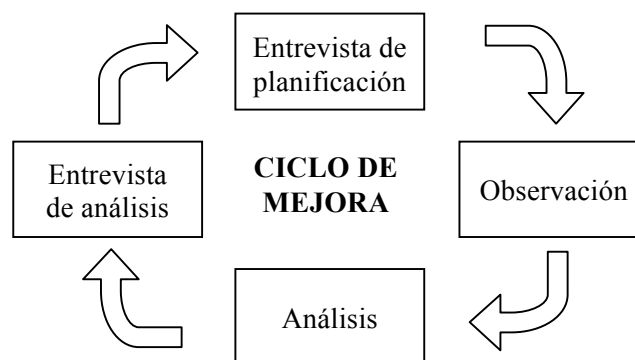 Entrevista de
planificación
Entrevista
de análisis
CICLO DE
MEJORA
Observación
Análisis